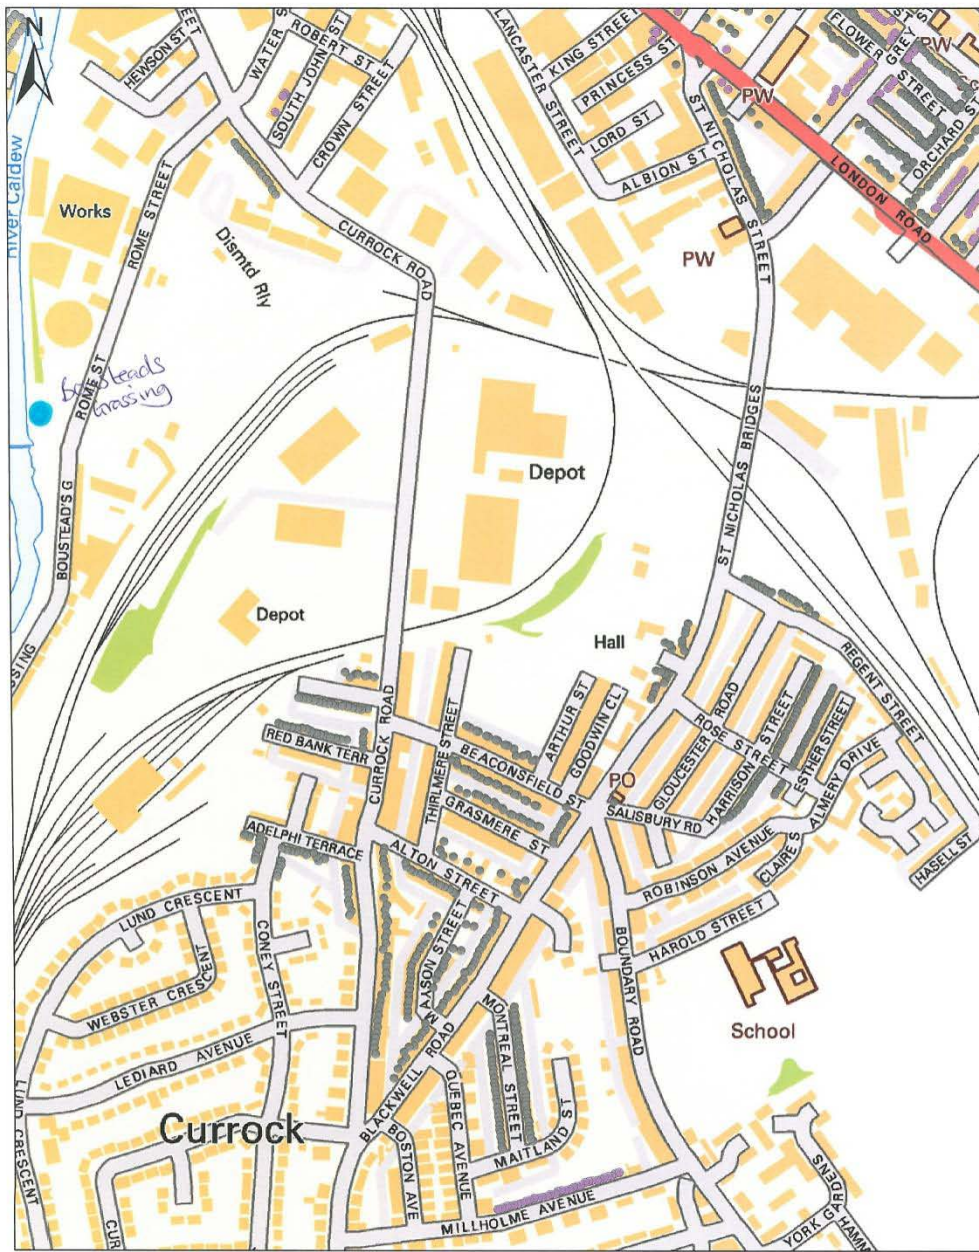 N
HEWSON ST
WATER S
ROBERT ST
SOUTH JOHN ST
CROWN STREET
LANCASTER STREET
KING STREET
PRINCESS ST
LORD ST
ALBION ST
ST NICHOLAS STREET
PW
PW
FLOWER STREET
GREY ST
ORCHARD S
LONDON ROAD
River Caldew
Works
ROME STREET
Dismtd Rly
CURROCK ROAD
PW
Bousteads
Grassing
ROME ST
BOUSTEAD'S G
SSING
Depot
Depot
ST NICHOLAS BRIDGES
Hall
REGENT STREET
RED BANK TERR
CURROCK ROAD
THIRLMERE STREET
BEACONSFIELD ST
GRASMERE ST
ARTHUR ST
GOODWIN CL
PO
SALISBURY RD
GLOUCESTER ROAD
ROSE STREET
HARRISON STREET
ESTHER STREET
ALMERY DRIVE
ROBINSON AVENUE
CLAIRE S
HASELL ST
HAROLD STREET
ADELPHI TERRACE
ALTON STREET
LUND CRESCENT
CONEY STREET
WEBSTER CRESCENT
LEDIARD AVENUE
LUND CRESCENT
MAYSON STREET
BLACKWELL ROAD
MONTREAL STREET
BOUNDARY ROAD
School
Currock
QUEBEC AVENUE
BOSTON AVE
MAITLAND ST
MILLHOLME AVENUE
YORK GARDENS
HAMM
CUR